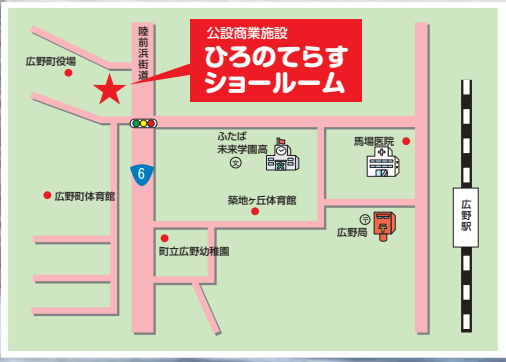 公設商業施設
ひろのてらす
ショールーム
陸前浜街道
広野町役場
ふたば
未来学園高
文
馬場医院
6
広野町体育館
築地ヶ丘体育館
広野駅
〒
広野局
町立広野幼稚園